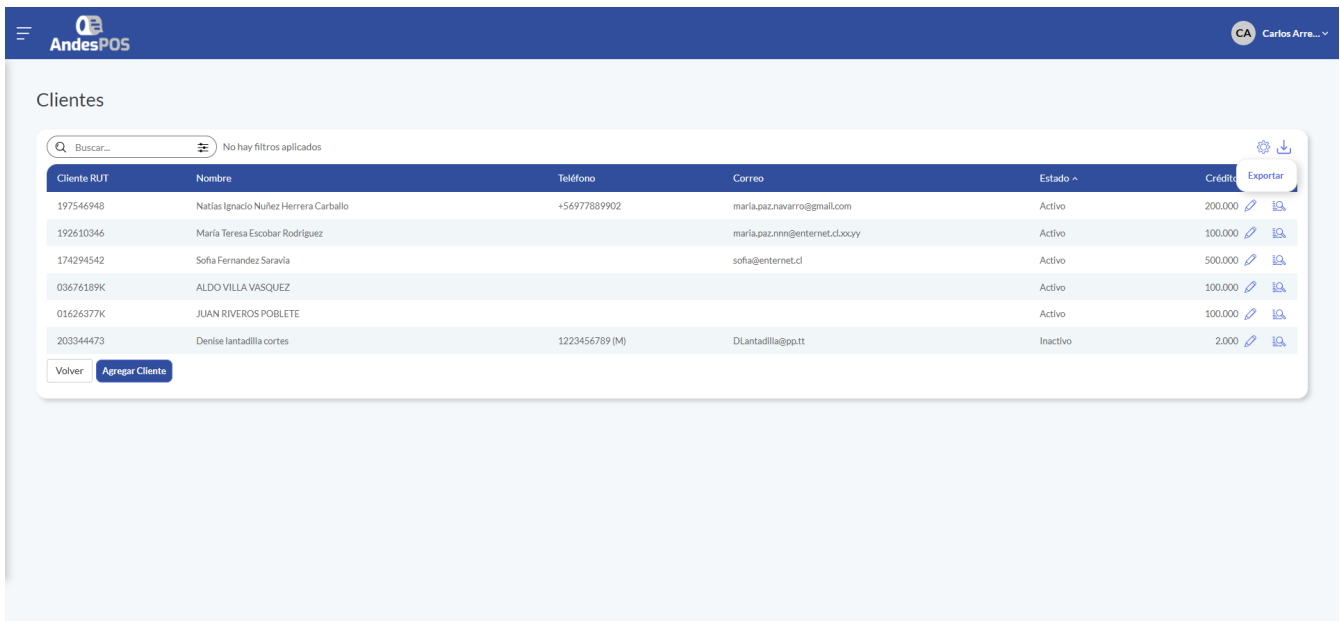 AndesPOS
CA Carlos Arre...
Clientes
Buscar... No hay filtros aplicados
Exportar
Cliente RUT Nombre Teléfono Correo Estado Crédito
197546948 Natías Ignacio Nuñez Herrera Carballo +56977889902 maria.paz.navarro@gmail.com Activo 200.000
192610346 María Teresa Escobar Rodriguez maria.paz.nnn@enternet.cl.xx.yy Activo 100.000
174294542 Sofia Fernandez Saravia sofia@enternet.cl Activo 500.000
03676189K ALDO VILLA VASQUEZ Activo 100.000
01626377K JUAN RIVEROS POBLETE Activo 100.000
203344473 Denise lantadilla cortes 1223456789 (M) DLantadilla@pp.tt Inactivo 2.000
Volver Agregar Cliente